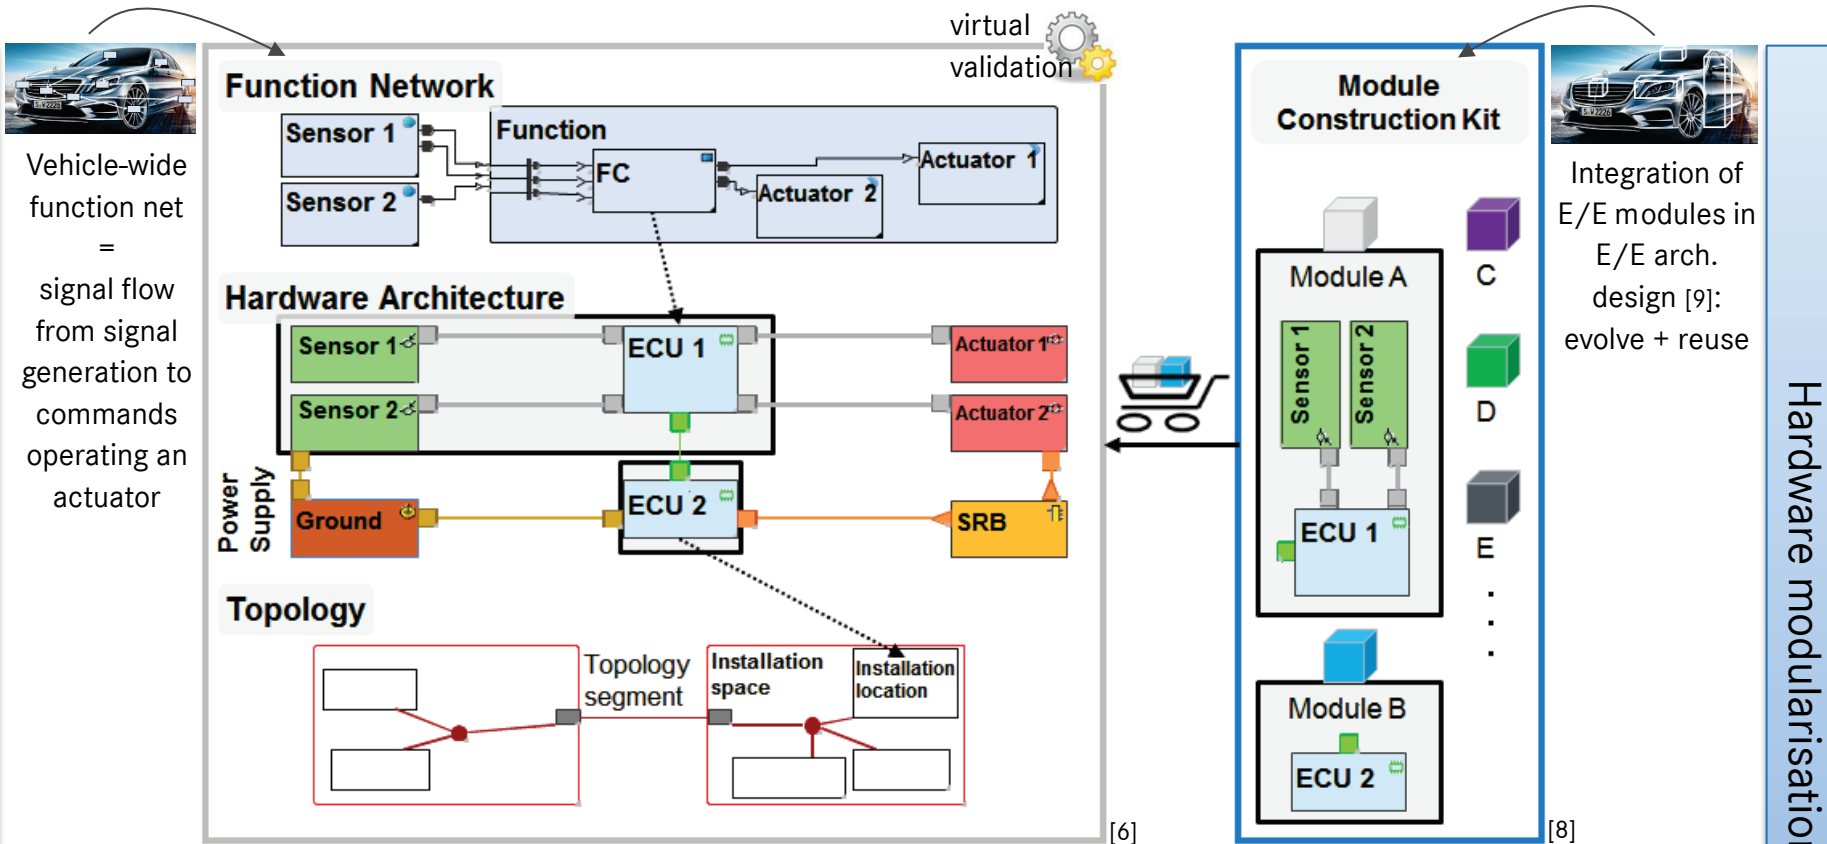 virtual
validation
Vehicle-wide
function net
=
signal flow
from signal
generation to
commands
operating an
actuator
Function Network
Sensor 1
Sensor 2
Function
FC
Actuator 1
Actuator 2
Hardware Architecture
Sensor 1
Sensor 2
ECU 1
Actuator 1
Actuator 2
Power
Supply
Ground
ECU 2
SRB
Topology
Topology
segment
Installation
space
Installation
location
[6]
Module
Construction Kit
Module A
Sensor 1
Sensor 2
ECU 1
Module B
ECU 2
C
D
E
.
.
.
[8]
Integration of
E/E modules in
E/E arch.
design [9]:
evolve + reuse
Hardware modularisation